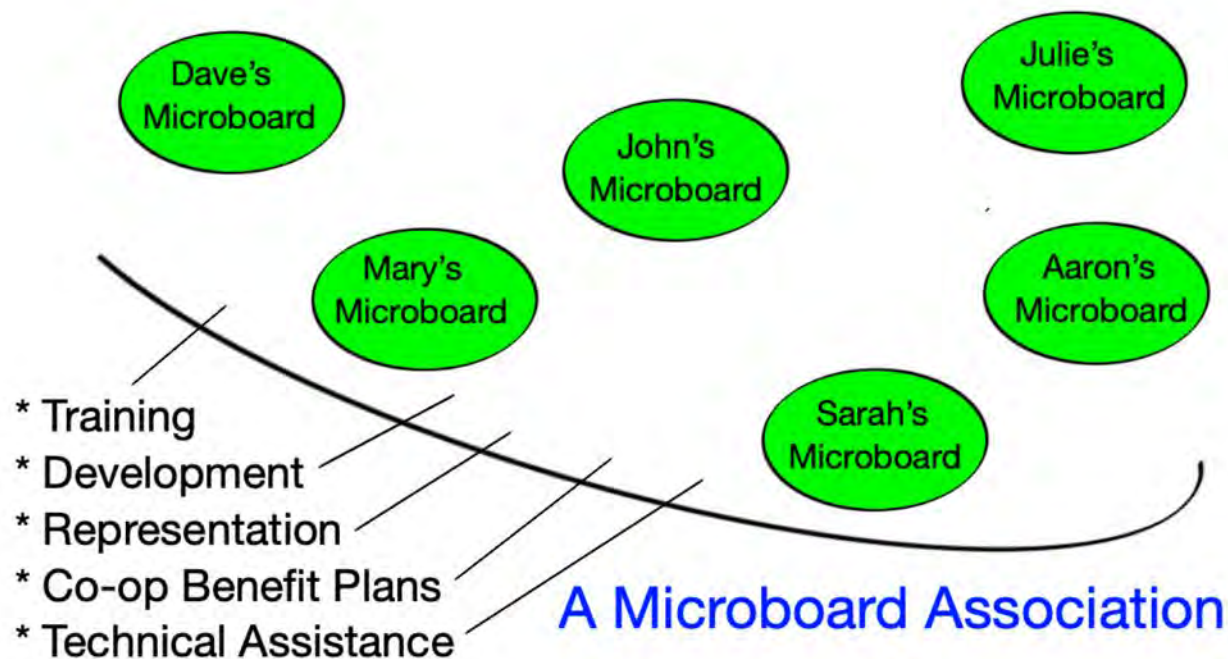 Dave's
Microboard
Julie's
Microboard
John's
Microboard
Mary's
Microboard
Aaron's
Microboard
Sarah's
Microboard
* Training
* Development
* Representation
* Co-op Benefit Plans
* Technical Assistance
A Microboard Association